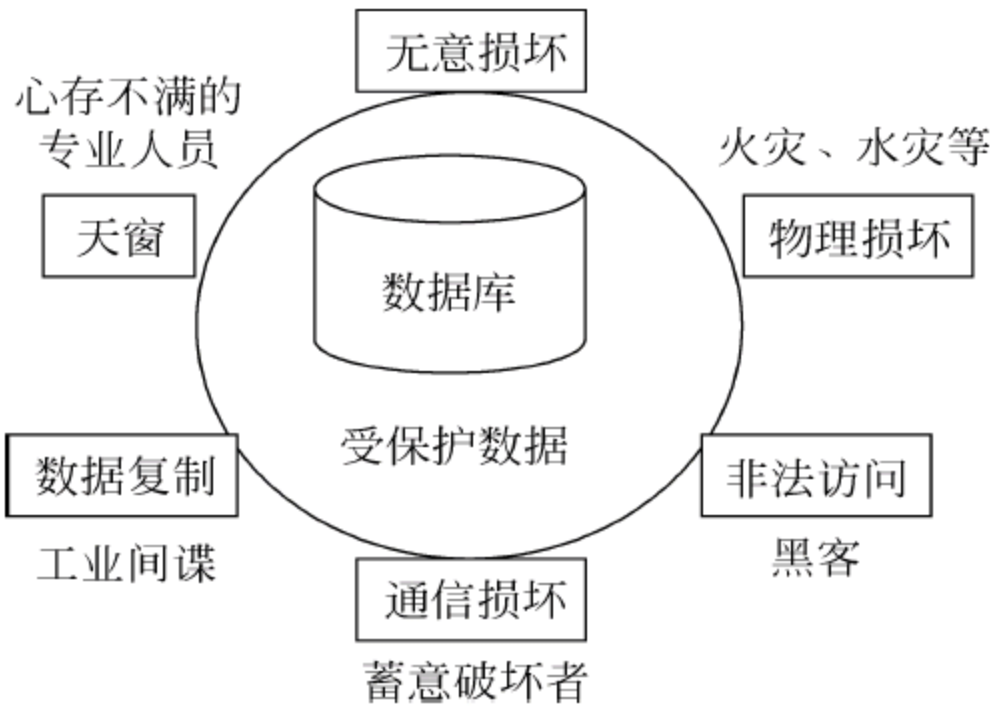 无意损坏
心存不满的
专业人员
天窗
火灾、水灾等
物理损坏
数据库
受保护数据
数据复制
工业间谍
非法访问
黑客
通信损坏
蓄意破坏者